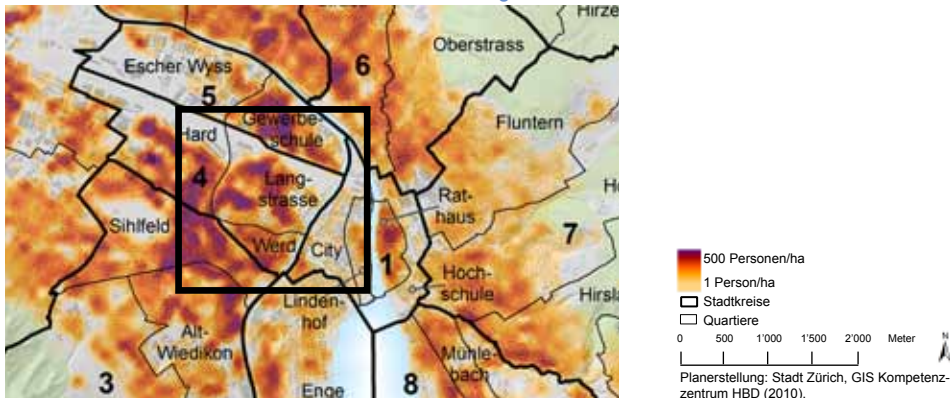 Hirze
Oberstrass
6
Escher Wyss
5
Fluntern
Gewerbe-
schule
Hard
4
Lang-
strasse
Rat-
haus
Sihlfeld
7
Werd
City
1
Hoch-
schule
Linden-
hof
Hirsla
Alt-
Wiedikon
Mühle-
bach
3
Enge
8
500 Personen/ha
1 Person/ha
Stadtkreise
Quartiere
0 500 1'000 1'500 2'000 Meter
N
Planerstellung: Stadt Zürich, GIS Kompetenz-
zentrum HBD (2010).